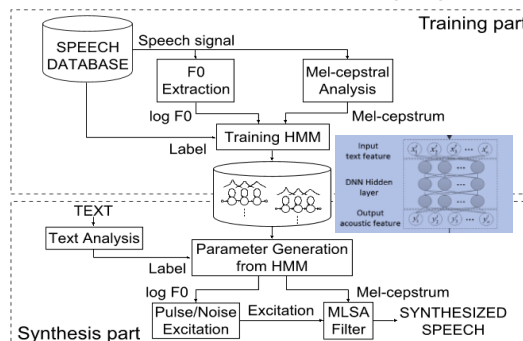 Training part
SPEECH
DATABASE
Speech signal
F0
Extraction
Mel-cepstral
Analysis
log F0
Mel-cepstrum
Training HMM
Label
Input
text feature
DNN Hidden
layer
Output
acoustic feature
TEXT
Text Analysis
Label
Parameter Generation
from HMM
log F0
Mel-cepstrum
Pulse/Noise
Excitation
Excitation
MLSA
Filter
SYNTHESIZED
SPEECH
Synthesis part